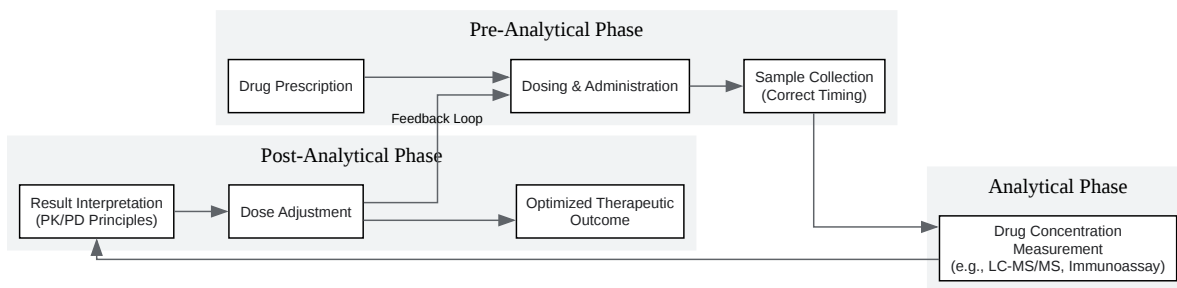 Pre-Analytical Phase
Drug Prescription
Dosing & Administration
Sample Collection
(Correct Timing)
Feedback Loop
Post-Analytical Phase
Result Interpretation
(PK/PD Principles)
Dose Adjustment
Optimized Therapeutic
Outcome
Analytical Phase
Drug Concentration
Measurement
(e.g., LC-MS/MS, Immunoassay)